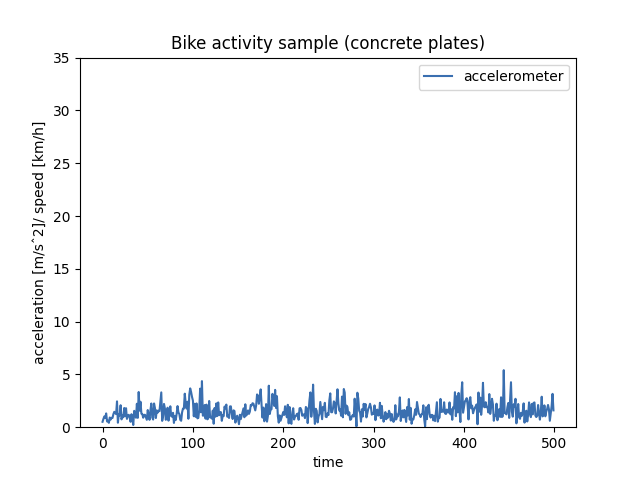 Bike activity sample (concrete plates)
accelerometer
35
30
25
20
15
10
5
0
acceleration [m/sˆ2]/ speed [km/h]
0 100 200 300 400 500
time